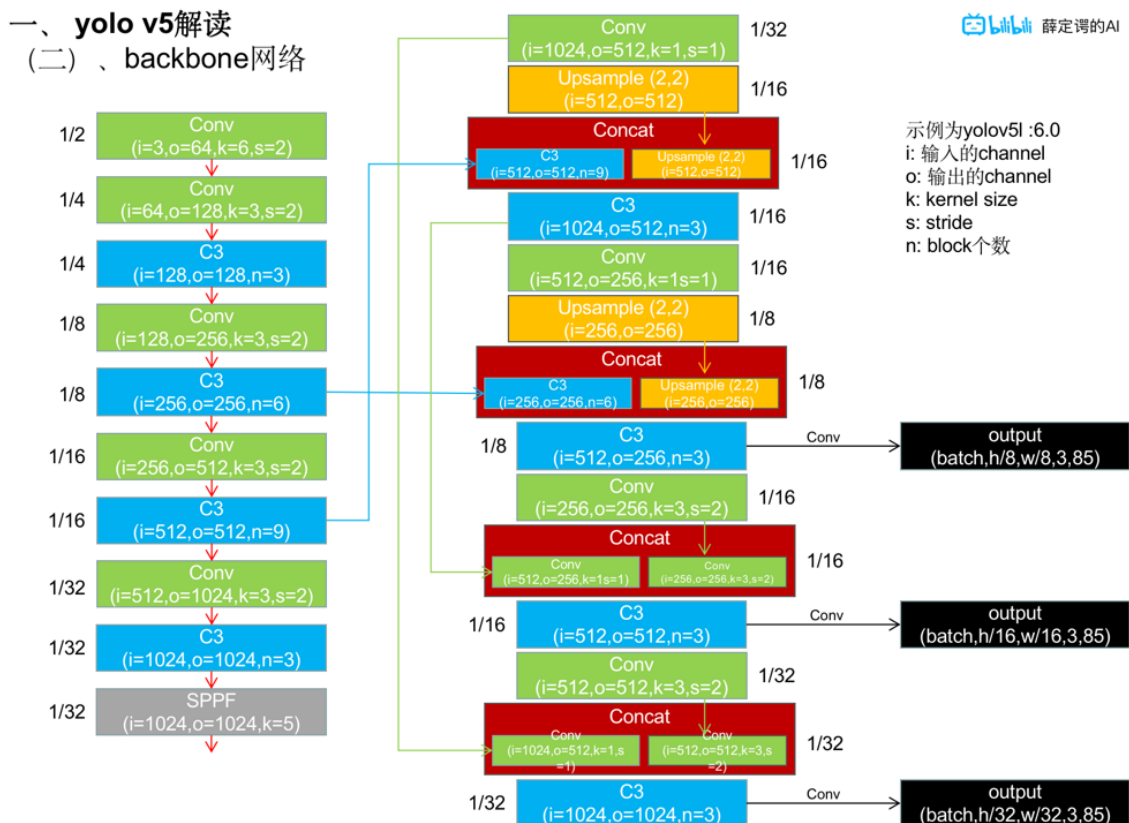 一、 yolo v5解读
（二）、backbone网络
bilibili 薛定谔的AI
1/2
Conv
(i=3,o=64,k=6,s=2)
1/4
Conv
(i=64,o=128,k=3,s=2)
1/4
C3
(i=128,o=128,n=3)
1/8
Conv
(i=128,o=256,k=3,s=2)
1/8
C3
(i=256,o=256,n=6)
1/16
Conv
(i=256,o=512,k=3,s=2)
1/16
C3
(i=512,o=512,n=9)
1/32
Conv
(i=512,o=1024,k=3,s=2)
1/32
C3
(i=1024,o=1024,n=3)
1/32
SPPF
(i=1024,o=1024,k=5)
Conv
(i=1024,o=512,k=1,s=1)
1/32
Upsample (2,2)
(i=512,o=512)
1/16
Concat
C3
(i=512,o=512,n=9)
Upsample (2,2)
(i=512,o=512)
1/16
C3
(i=1024,o=512,n=3)
1/16
Conv
(i=512,o=256,k=1s=1)
1/16
Upsample (2,2)
(i=256,o=256)
1/8
Concat
C3
(i=256,o=256,n=6)
Upsample (2,2)
(i=256,o=256)
1/8
1/8
C3
(i=512,o=256,n=3)
Conv
output
(batch,h/8,w/8,3,85)
Conv
(i=256,o=256,k=3,s=2)
1/16
Concat
Conv
(i=512,o=256,k=1s=1)
Conv
(i=256,o=256,k=3,s=2)
1/16
1/16
C3
(i=512,o=512,n=3)
Conv
output
(batch,h/16,w/16,3,85)
Conv
(i=512,o=512,k=3,s=2)
1/32
Concat
Conv
(i=1024,o=512,k=1,s
=1)
Conv
(i=512,o=512,k=3,s
=2)
1/32
1/32
C3
(i=1024,o=1024,n=3)
Conv
output
(batch,h/32,w/32,3,85)
示例为yolov5l :6.0
i: 输入的channel
o: 输出的channel
k: kernel size
s: stride
n: block个数